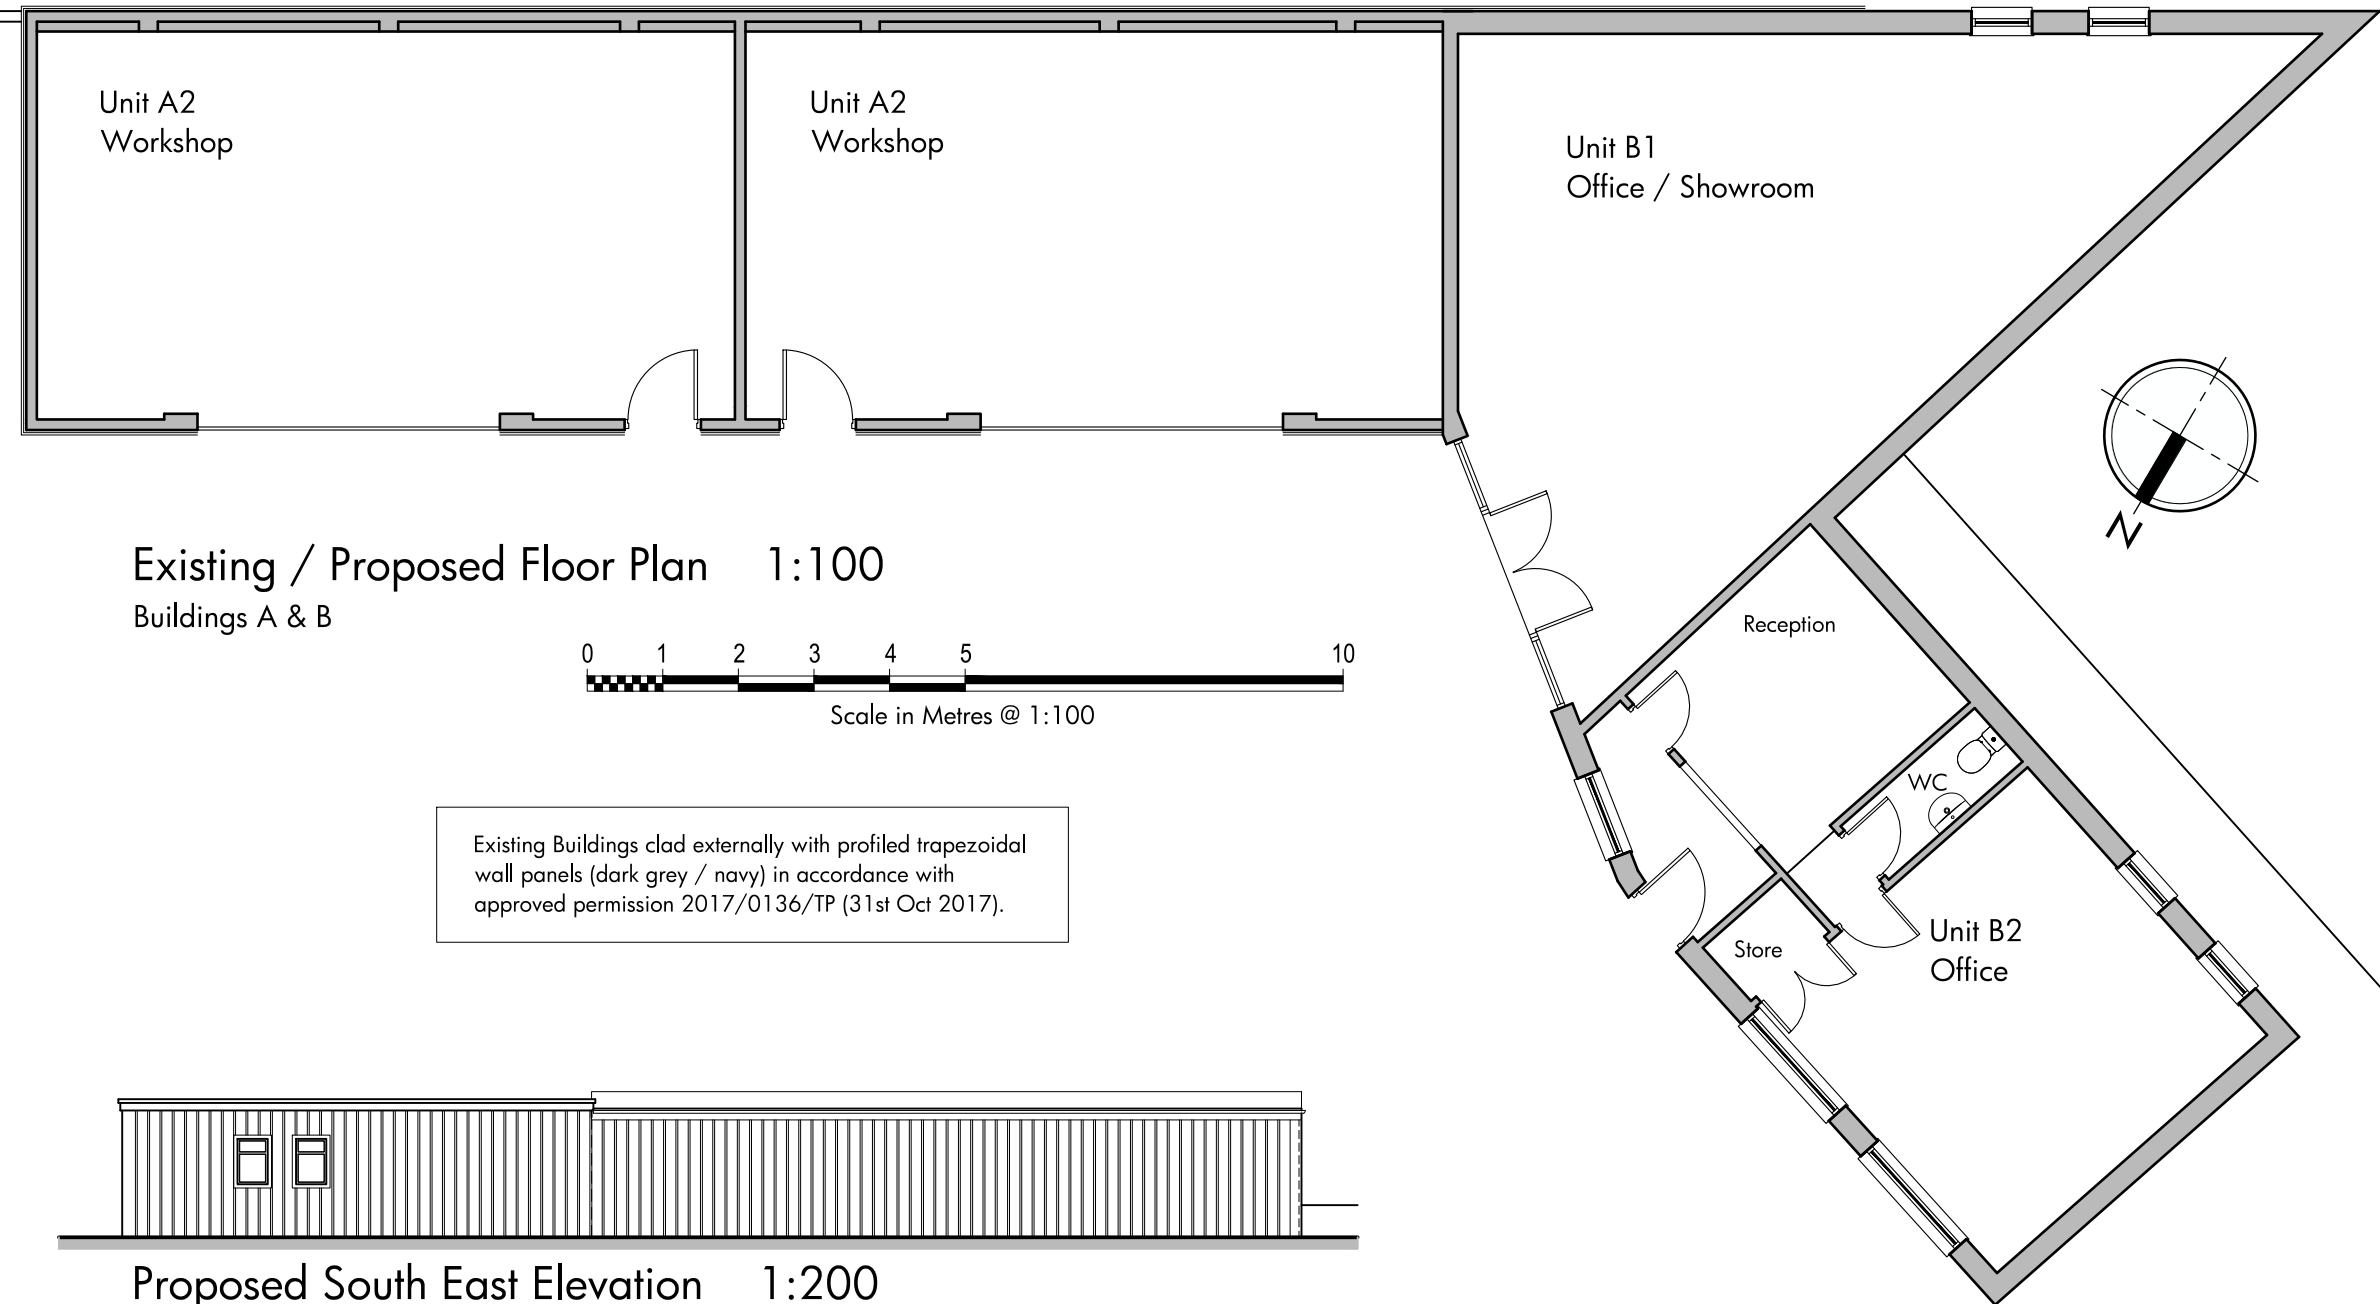 Unit A2
Workshop
Unit A2
Workshop
Unit B1
Office / Showroom
N
Existing / Proposed Floor Plan 1:100
Buildings A & B
0 1 2 3 4 5 10
Scale in Metres @ 1:100
Reception
WC
Existing Buildings clad externally with profiled trapezoidal
wall panels (dark grey / navy) in accordance with
approved permission 2017/0136/TP (31st Oct 2017).
Store
Unit B2
Office
Proposed South East Elevation 1:200